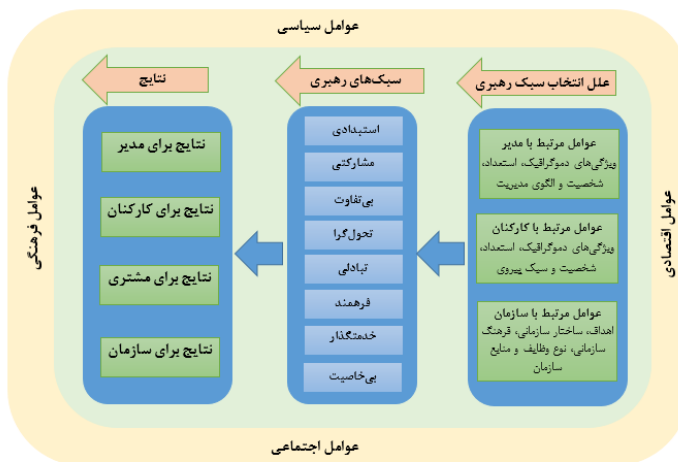 عوامل سیاسی
علل انتخاب سبک رهبری
سبک‌های رهبری
نتایج
عوامل اقتصادی
عوامل مرتبط با مدیر
ویژگی‌های دموگرافیک، استعداد،
شخصیت و الگوی مدیریت
عوامل مرتبط با کارکنان
ویژگی‌های دموگرافیک، استعداد،
شخصیت و سبک پیروی
عوامل مرتبط با سازمان
اهداف، ساختار سازمانی، فرهنگ
سازمانی، نوع وظایف و منابع
سازمان
استبدادی
مشارکتی
بی‌تفاوت
تحول‌گرا
تبادلی
فرهمند
خدمتگذار
بی‌خاصیت
نتایج برای مدیر
نتایج برای کارکنان
نتایج برای مشتری
نتایج برای سازمان
عوامل فرهنگی
عوامل اجتماعی